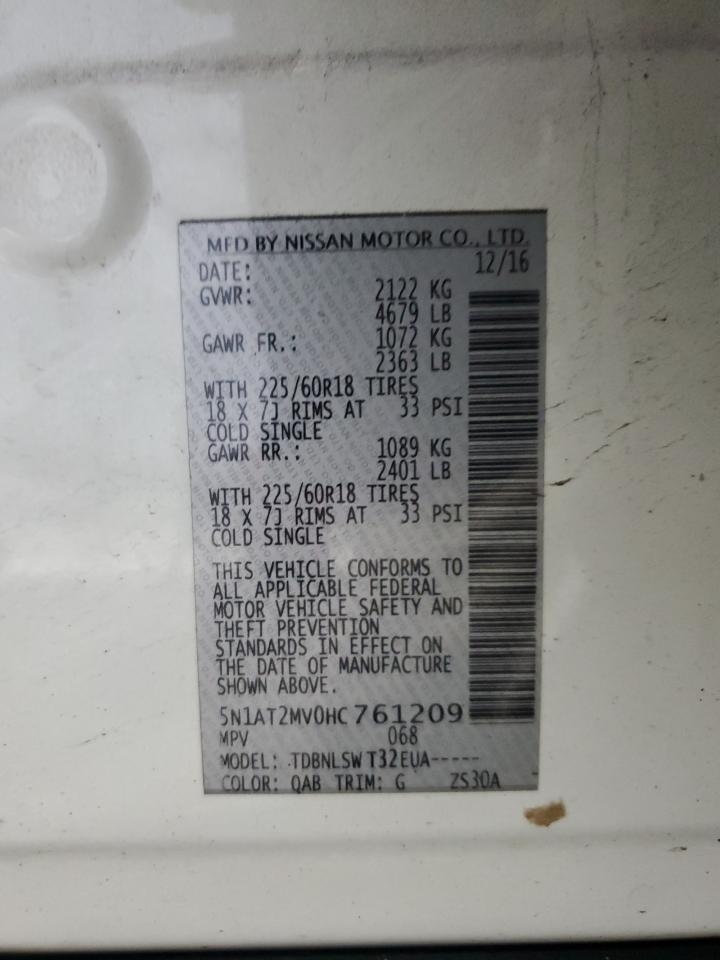 MFD BY NISSAN MOTOR CO., LTD.
DATE: 12/16
GVWR: 2122 KG
4679 LB
GAWR FR.: 1072 KG
2363 LB
WITH 225/60R18 TIRES
18 X 7J RIMS AT 33 PSI
COLD SINGLE
GAWR RR.: 1089 KG
2401 LB
WITH 225/60R18 TIRES
18 X 7J RIMS AT 33 PSI
COLD SINGLE
THIS VEHICLE CONFORMS TO
ALL APPLICABLE FEDERAL
MOTOR VEHICLE SAFETY AND
THEFT PREVENTION
STANDARDS IN EFFECT ON
THE DATE OF MANUFACTURE
SHOWN ABOVE.
5N1AT2MV0HC761209
MPV 068
MODEL: TDBNLSW T32EUA-----
COLOR: QAB TRIM: G ZS30A